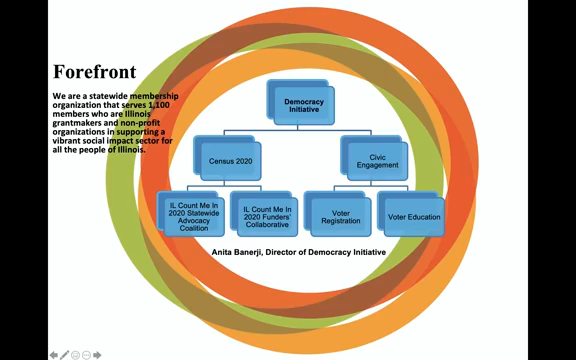 Forefront
We are a statewide membership
organization that serves 1,100
members who are Illinois
grantmakers and non-profit
organizations in supporting a
vibrant social impact sector for
all the people of Illinois.
Democracy
Initiative
Census 2020
Civic
Engagement
IL Count Me In
2020 Statewide
Advocacy
Coalition
IL Count Me In
2020 Funders'
Collaborative
Voter
Registration
Voter Education
Anita Banerji, Director of Democracy Initiative